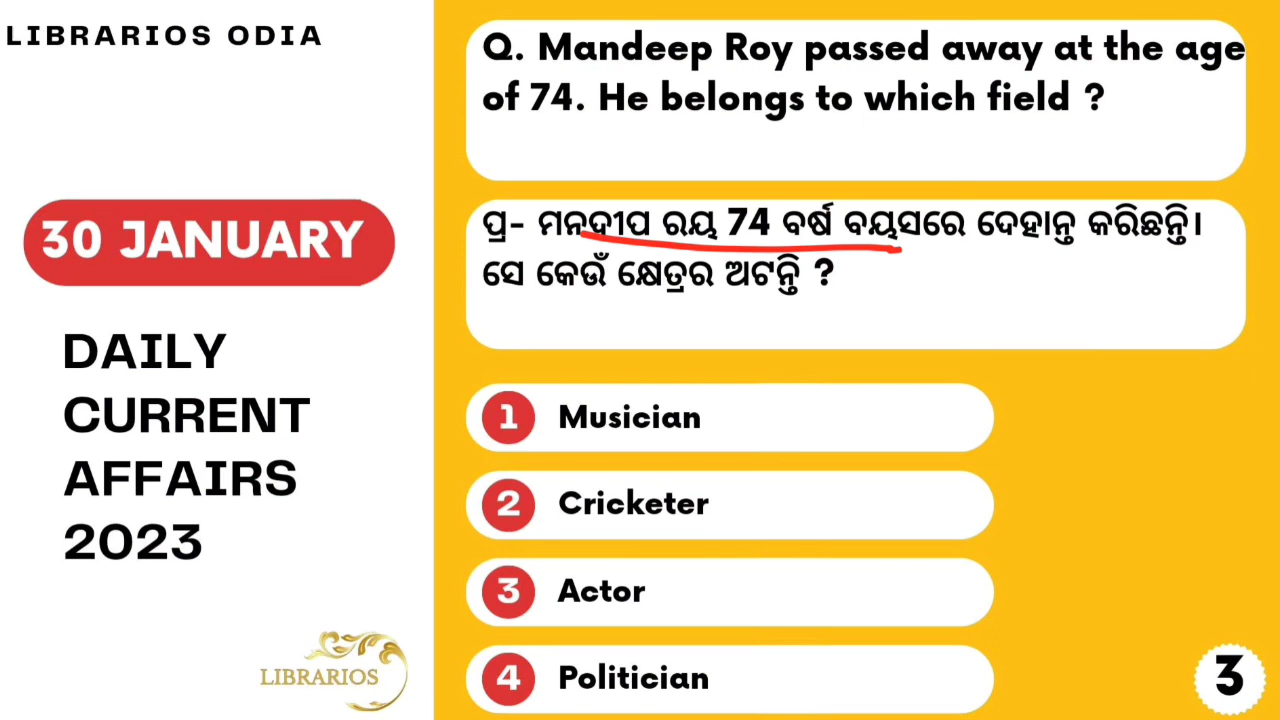 LIBRARIOS ODIA
30 JANUARY
DAILY
CURRENT
AFFAIRS
2023
LIBRARIOS
Q. Mandeep Roy passed away at the age
of 74. He belongs to which field ?
ପ୍ର- ମନଦୀପ ରୟ 74 ବର୍ଷ ବୟସରେ ଦେହାନ୍ତ କରିଛନ୍ତି।
ସେ କେଉଁ କ୍ଷେତ୍ରର ଅଟନ୍ତି ?
1 Musician
2 Cricketer
3 Actor
4 Politician
3